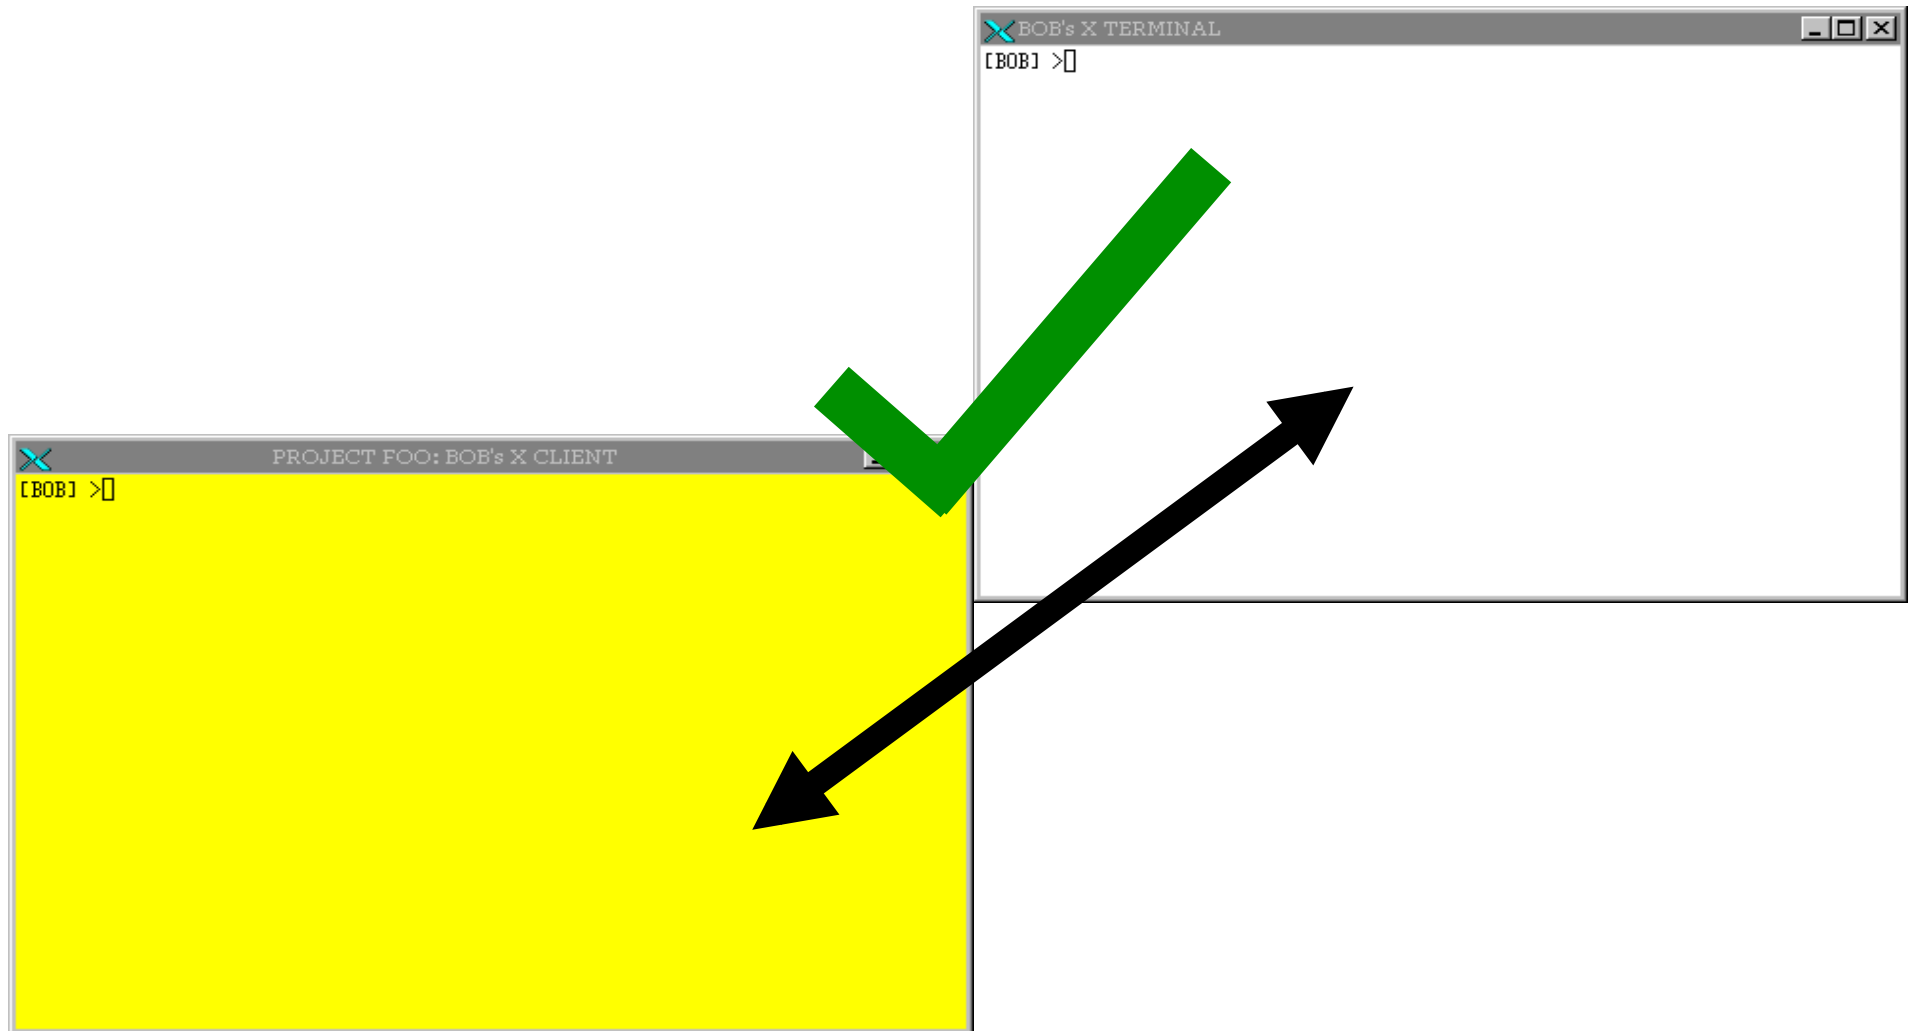 BOB's X TERMINAL
[BOB] >
PROJECT FOO: BOB's X CLIENT
[BOB] >